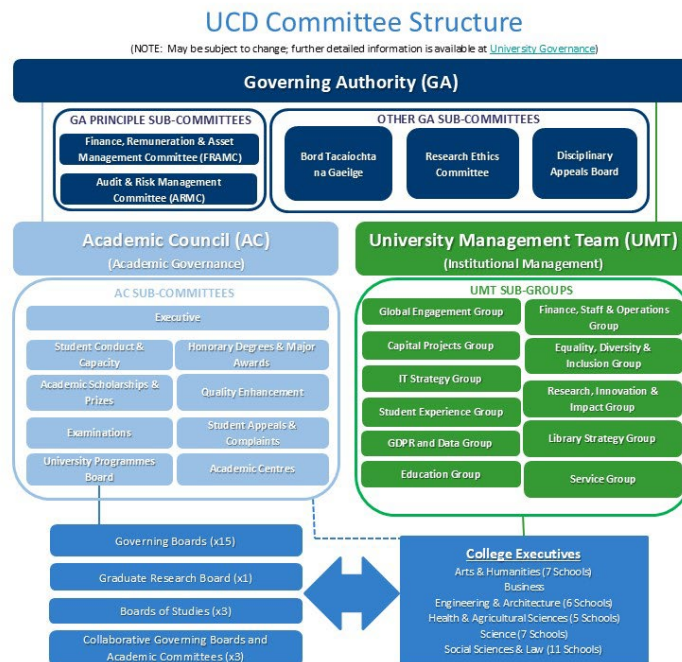 UCD Committee Structure
(NOTE: May be subject to change; further detailed information is available at University Governance)
Governing Authority (GA)
GA PRINCIPLE SUB-COMMITTEES
Finance, Remuneration & Asset
Management Committee (FRAMC)
Audit & Risk Management
Committee (ARMC)
OTHER GA SUB-COMMITTEES
Bord Tacaíochta
na Gaeilge
Research Ethics
Committee
Disciplinary
Appeals Board
Academic Council (AC)
(Academic Governance)
AC SUB-COMMITTEES
Executive
Student Conduct &
Capacity
Honorary Degrees & Major
Awards
Academic Scholarships &
Prizes
Quality Enhancement
Examinations
Student Appeals &
Complaints
University Programmes
Board
Academic Centres
University Management Team (UMT)
(Institutional Management)
UMT SUB-GROUPS
Global Engagement Group
Finance, Staff & Operations
Group
Capital Projects Group
Equality, Diversity &
Inclusion Group
IT Strategy Group
Research, Innovation &
Impact Group
Student Experience Group
Library Strategy Group
GDPR and Data Group
Education Group
Service Group
Governing Boards (x15)
Graduate Research Board (x1)
Boards of Studies (x3)
Collaborative Governing Boards and
Academic Committees (x3)
College Executives
Arts & Humanities (7 Schools)
Business
Engineering & Architecture (6 Schools)
Health & Agricultural Sciences (5 Schools)
Science (7 Schools)
Social Sciences & Law (11 Schools)